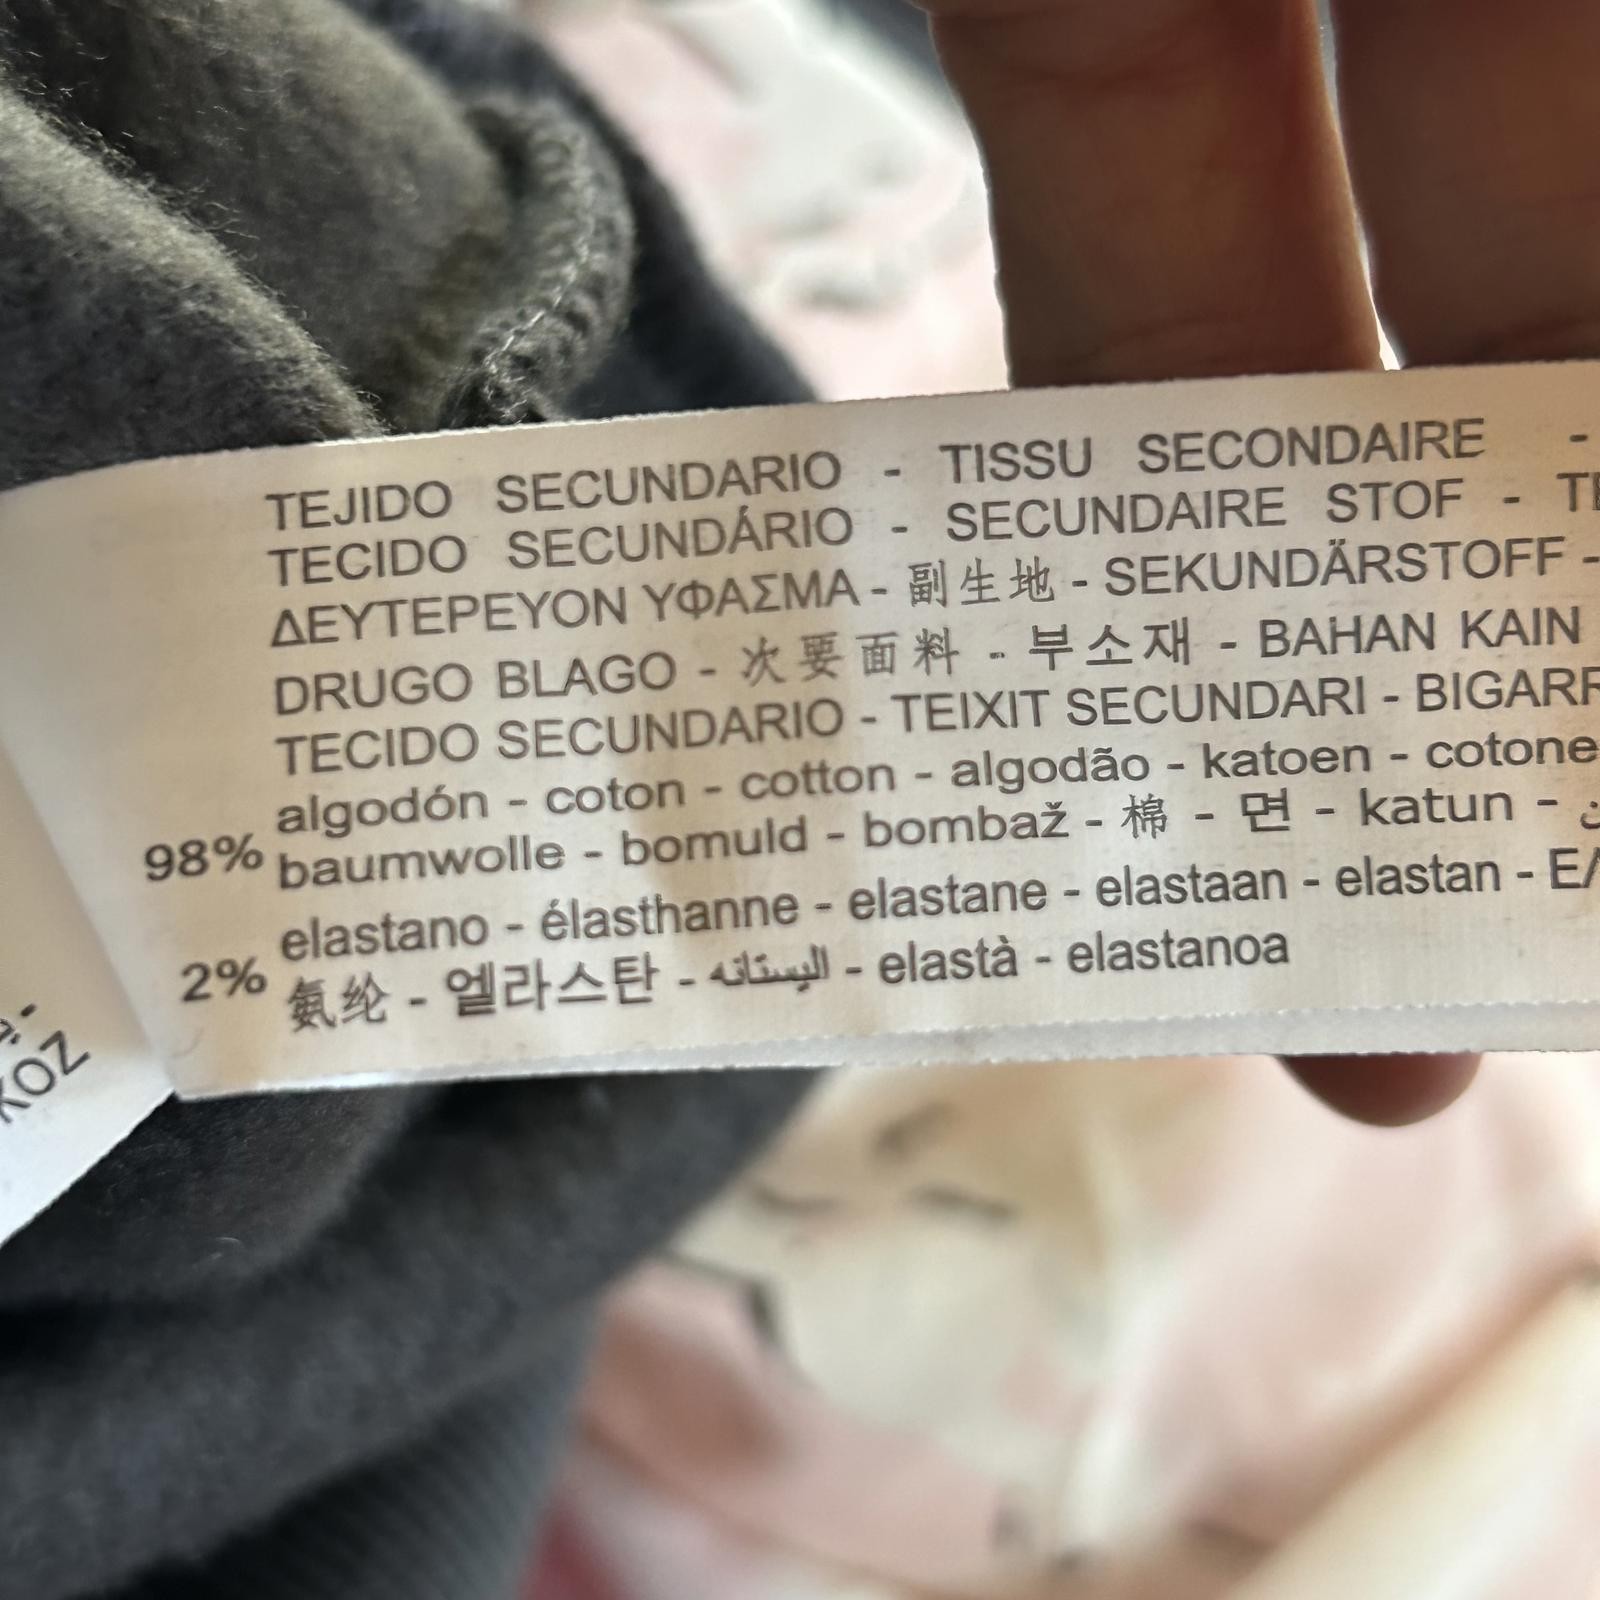 TEJIDO SECUNDARIO - TISSU SECONDAIRE -
TECIDO SECUNDÁRIO - SECUNDAIRE STOF -
ΔΕΥΤΕΡΕΥΟΝ ΥΦΑΣΜΑ - 副生地 - SEKUNDÄRSTOFF -
DRUGO BLAGO - 次要面料 - 부소재 - BAHAN KAIN
TECIDO SECUNDARIO - TEIXIT SECUNDARI -
98% algodón - coton - cotton - algodão - katoen - cotone
baumwolle - bomuld - bombaž - 棉 - 면 - katun -
2% elastano - élasthanne - elastane - elastaan - elastan -
氨纶 - 엘라스탄 - اليستانه - elastà - elastanoa